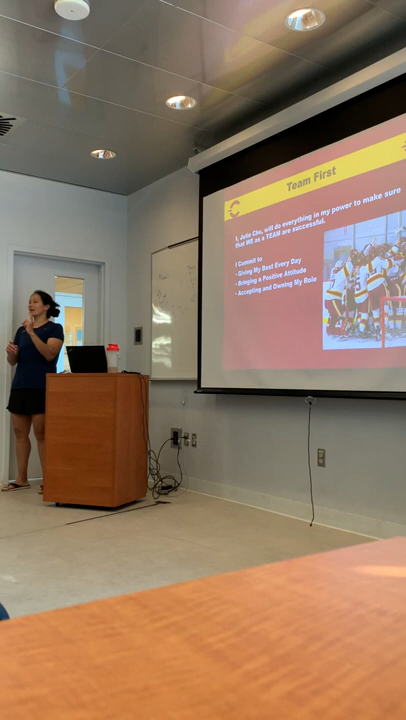 Team First
I, Julie Chu, will do everything in my power to make sure
that WE as a TEAM are successful.
I Commit to
• Giving My Best Every Day
• Bringing a Positive Attitude
• Accepting and Owning My Role